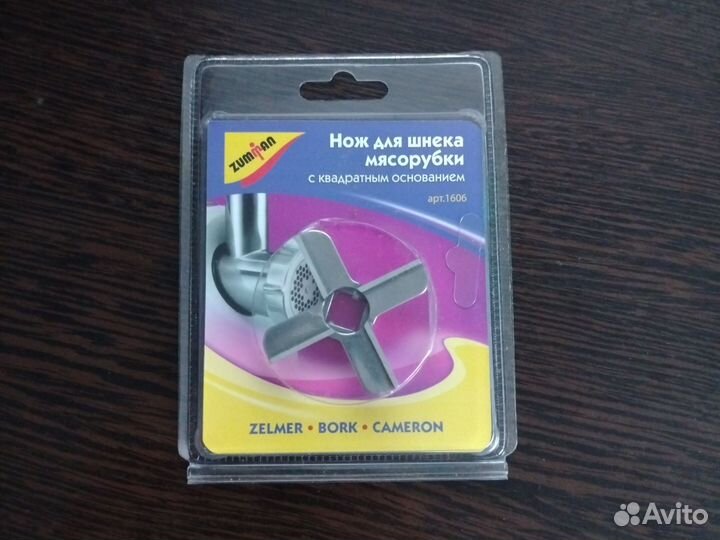 ZUMMAN
Нож для шнека
мясорубки
с квадратным основанием
арт.1606
ZELMER • BORK • CAMERON
Avito